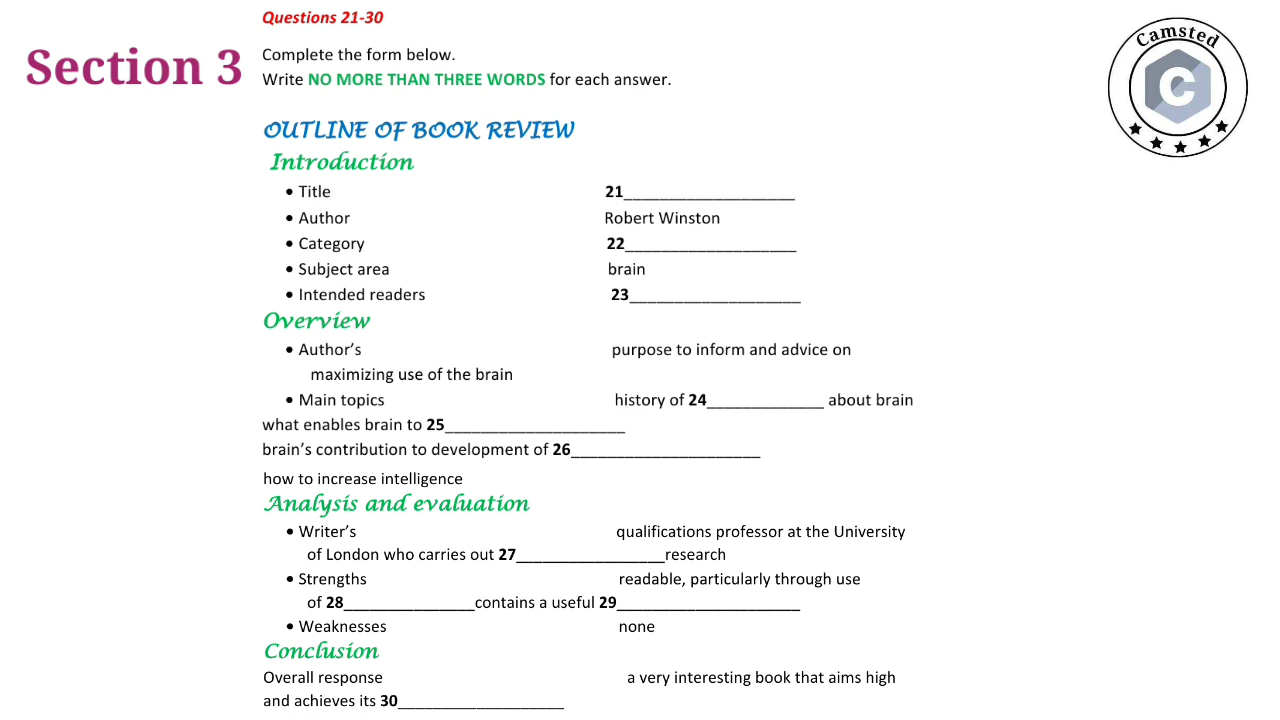 Questions 21-30
Section 3
Complete the form below.
Write NO MORE THAN THREE WORDS for each answer.
Camsted
C
OUTLINE OF BOOK REVIEW
Introduction
• Title 21___________________
• Author Robert Winston
• Category 22___________________
• Subject area brain
• Intended readers 23___________________
Overview
• Author’s purpose to inform and advice on
maximizing use of the brain
• Main topics history of 24_____________ about brain
what enables brain to 25____________________
brain’s contribution to development of 26_____________________
how to increase intelligence
Analysis and evaluation
• Writer’s qualifications professor at the University
of London who carries out 27_________________research
• Strengths readable, particularly through use
of 28_______________contains a useful 29_____________________
• Weaknesses none
Conclusion
Overall response a very interesting book that aims high
and achieves its 30___________________